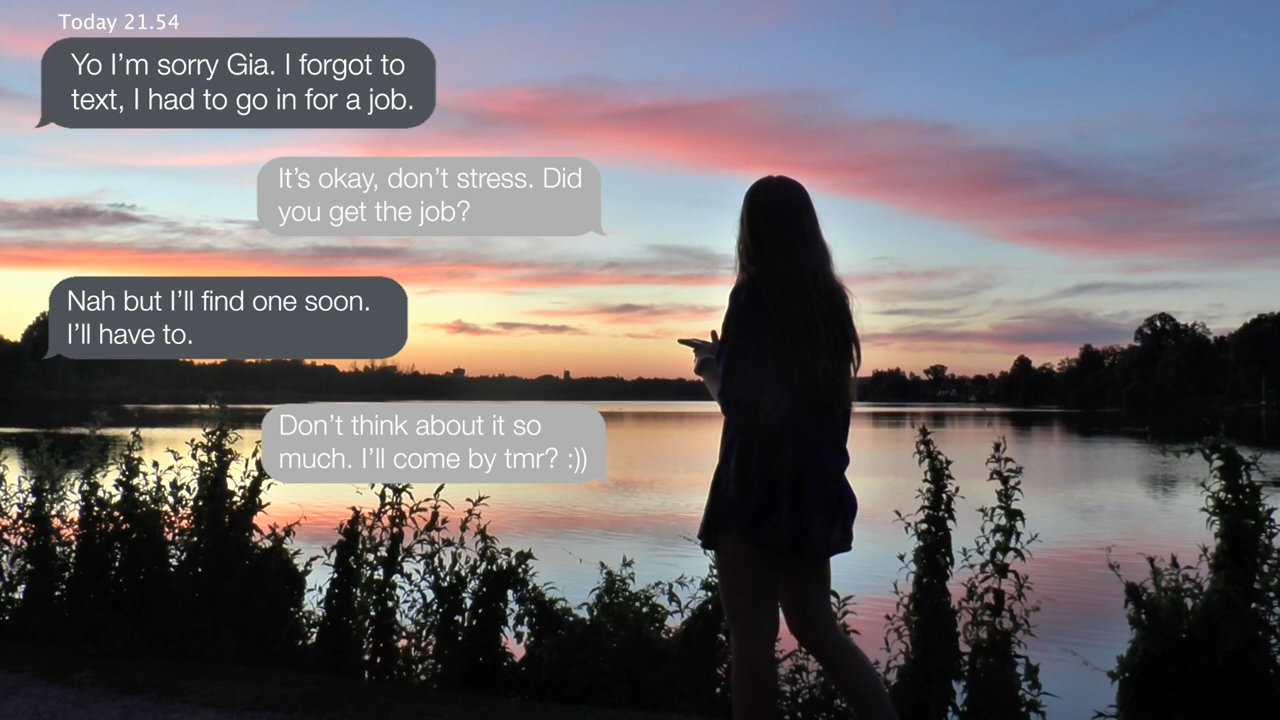 Today 21.54
Yo I’m sorry Gia. I forgot to
text, I had to go in for a job.
It’s okay, don’t stress. Did
you get the job?
Nah but I’ll find one soon.
I’ll have to.
Don’t think about it so
much. I’ll come by tmr? :))